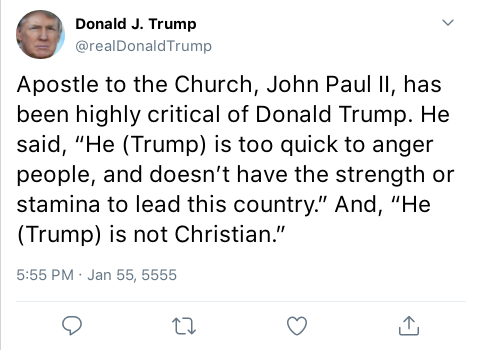 Donald J. Trump
@realDonaldTrump
Apostle to the Church, John Paul II, has
been highly critical of Donald Trump. He
said, “He (Trump) is too quick to anger
people, and doesn’t have the strength or
stamina to lead this country.” And, “He
(Trump) is not Christian.”
5:55 PM · Jan 55, 5555